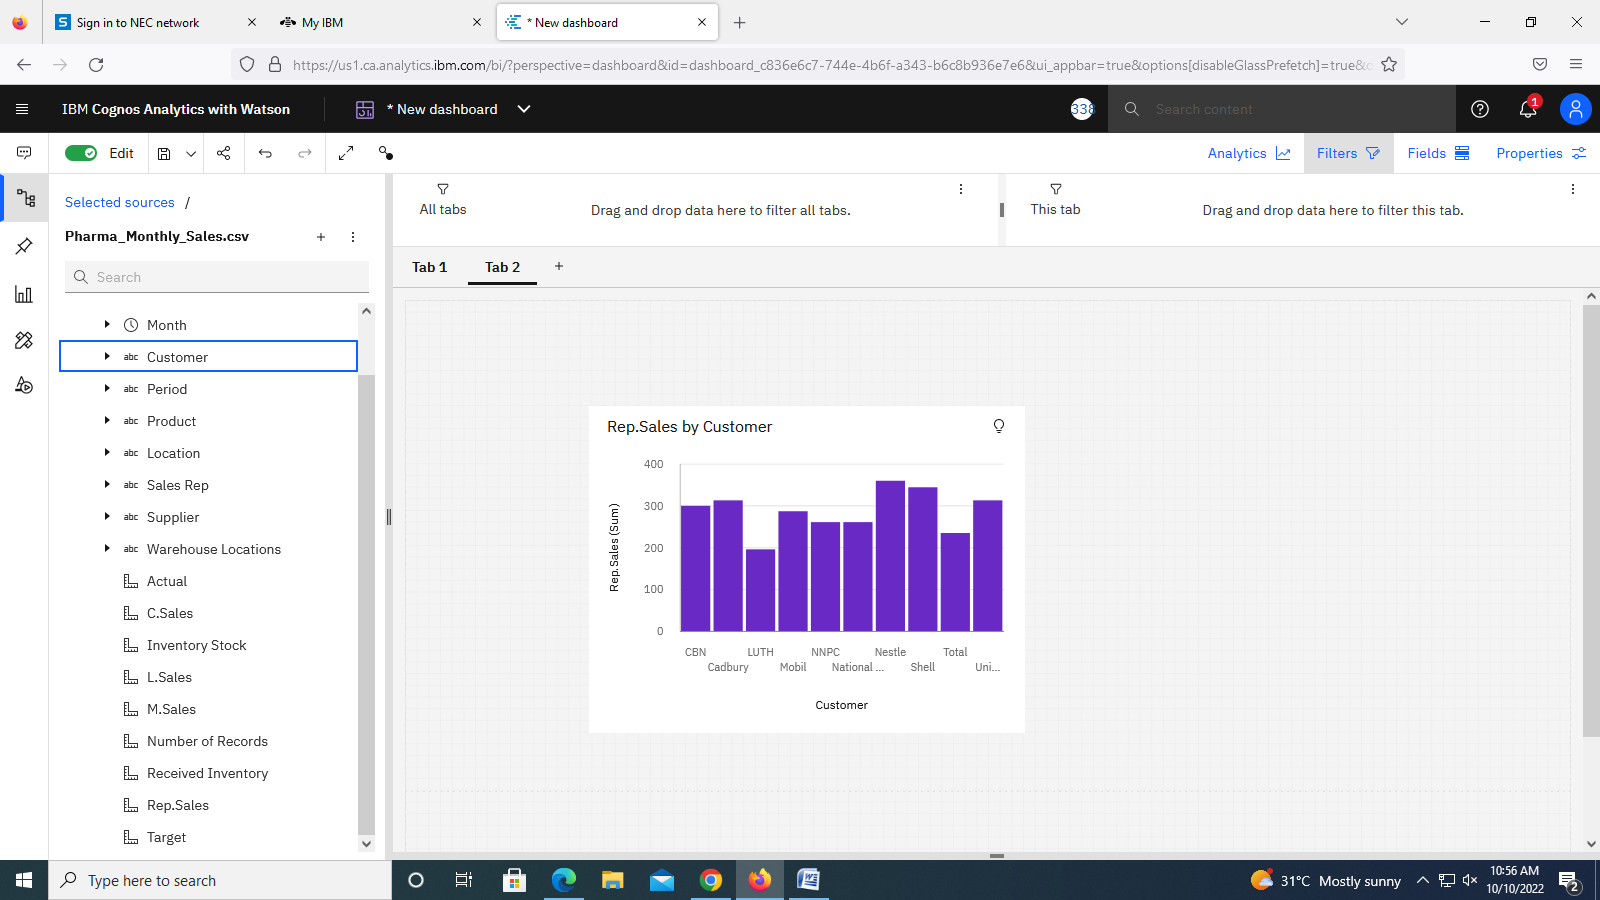 Sign in to NEC network
My IBM
* New dashboard
https://us1.ca.analytics.ibm.com/bi/?perspective=dashboard&id=dashboard_c836e6c7-744e-4b6f-a343-b6c8b936e7e6&ui_appbar=true&options[disableGlassPrefetch]=true&
IBM Cognos Analytics with Watson
* New dashboard
338
Search content
1
Edit
Analytics
Filters
Fields
Properties
Selected sources /
Pharma_Monthly_Sales.csv
Search
Month
abc Customer
abc Period
abc Product
abc Location
abc Sales Rep
abc Supplier
abc Warehouse Locations
Actual
C.Sales
Inventory Stock
L.Sales
M.Sales
Number of Records
Received Inventory
Rep.Sales
Target
All tabs
Drag and drop data here to filter all tabs.
This tab
Drag and drop data here to filter this tab.
Tab 1
Tab 2
Rep.Sales by Customer
Rep.Sales (Sum)
400
300
200
100
0
CBN
Cadbury
LUTH
Mobil
NNPC
National ...
Nestle
Shell
Total
Uni...
Customer
Type here to search
31°C Mostly sunny
10:56 AM
10/10/2022
2